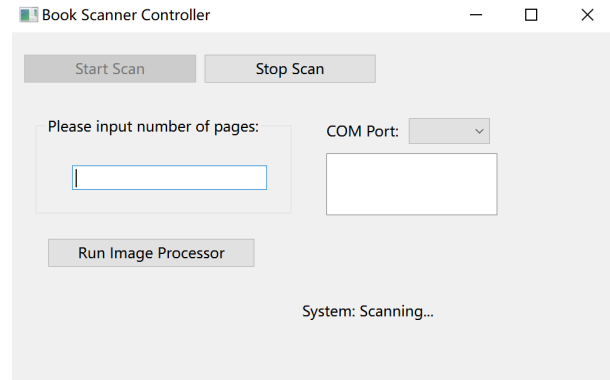 Book Scanner Controller
Start Scan
Stop Scan
Please input number of pages:
COM Port:
Run Image Processor
System: Scanning...